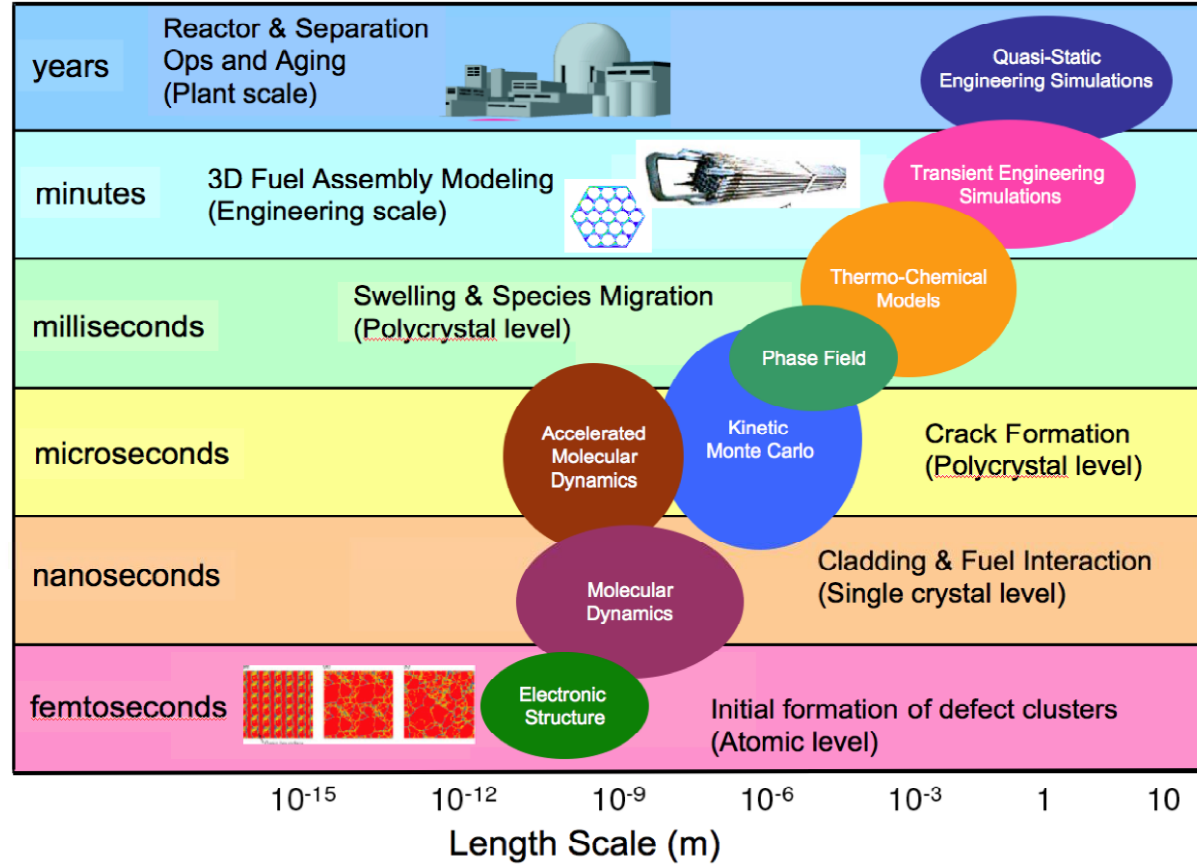 Reactor & Separation
Ops and Aging
(Plant scale)
years
Quasi-Static
Engineering Simulations
minutes
3D Fuel Assembly Modeling
(Engineering scale)
Transient Engineering
Simulations
Thermo-Chemical
Models
milliseconds
Swelling & Species Migration
(Polycrystal level)
Phase Field
microseconds
Accelerated
Molecular
Dynamics
Kinetic
Monte Carlo
Crack Formation
(Polycrystal level)
nanoseconds
Molecular
Dynamics
Cladding & Fuel Interaction
(Single crystal level)
femtoseconds
Electronic
Structure
Initial formation of defect clusters
(Atomic level)
10⁻¹⁵ 10⁻¹² 10⁻⁹ 10⁻⁶ 10⁻³ 1 10
Length Scale (m)